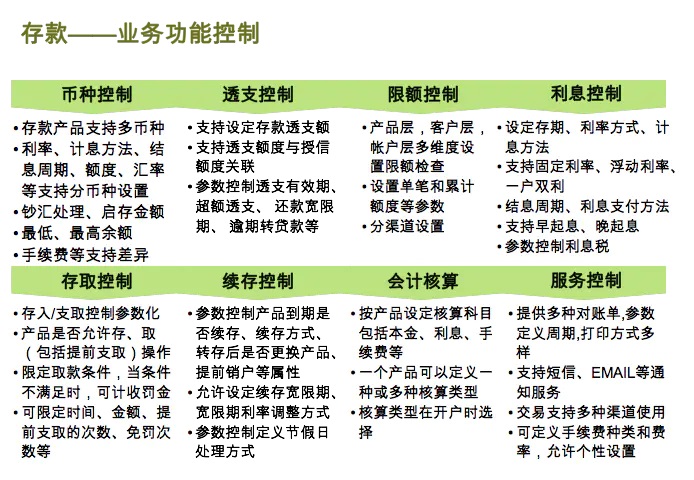 存款——业务功能控制
币种控制
• 存款产品支持多币种
• 利率、计息方法、结
息周期、额度、汇率
等支持分币种设置
• 钞汇处理、启存金额
• 最低、最高余额
• 手续费等支持差异
透支控制
• 支持设定存款透支额
• 支持透支额度与授信
额度关联
• 参数控制透支有效期、
超额透支、 还款宽限
期、 逾期转贷款等
限额控制
• 产品层，客户层，
帐户层多维度设
置限额检查
• 设置单笔和累计
额度等参数
• 分渠道设置
利息控制
• 设定存期、利率方式、计
息方法
• 支持固定利率、浮动利率、
一户双利
• 结息周期、利息支付方法
• 支持早起息、晚起息
• 参数控制利息税
存取控制
• 存入/支取控制参数化
• 产品是否允许存、取
（包括提前支取）操作
• 限定取款条件，当条件
不满足时，可计收罚金
• 可限定时间、金额、提
前支取的次数、免罚次
数等
续存控制
• 参数控制产品到期是
否续存、续存方式、
转存后是否更换产品、
提前销户等属性
• 允许设定续存宽限期、
宽限期利率调整方式
• 参数控制定义节假日
处理方式
会计核算
• 按产品设定核算科目
包括本金、利息、手
续费等
• 一个产品可以定义一
种或多种核算类型
• 核算类型在开户时选
择
服务控制
• 提供多种对账单,参数
定义周期,打印方式多
样
• 支持短信、EMAIL等通
知服务
• 交易支持多种渠道使用
• 可定义手续费种类和费
率，允许个性设置